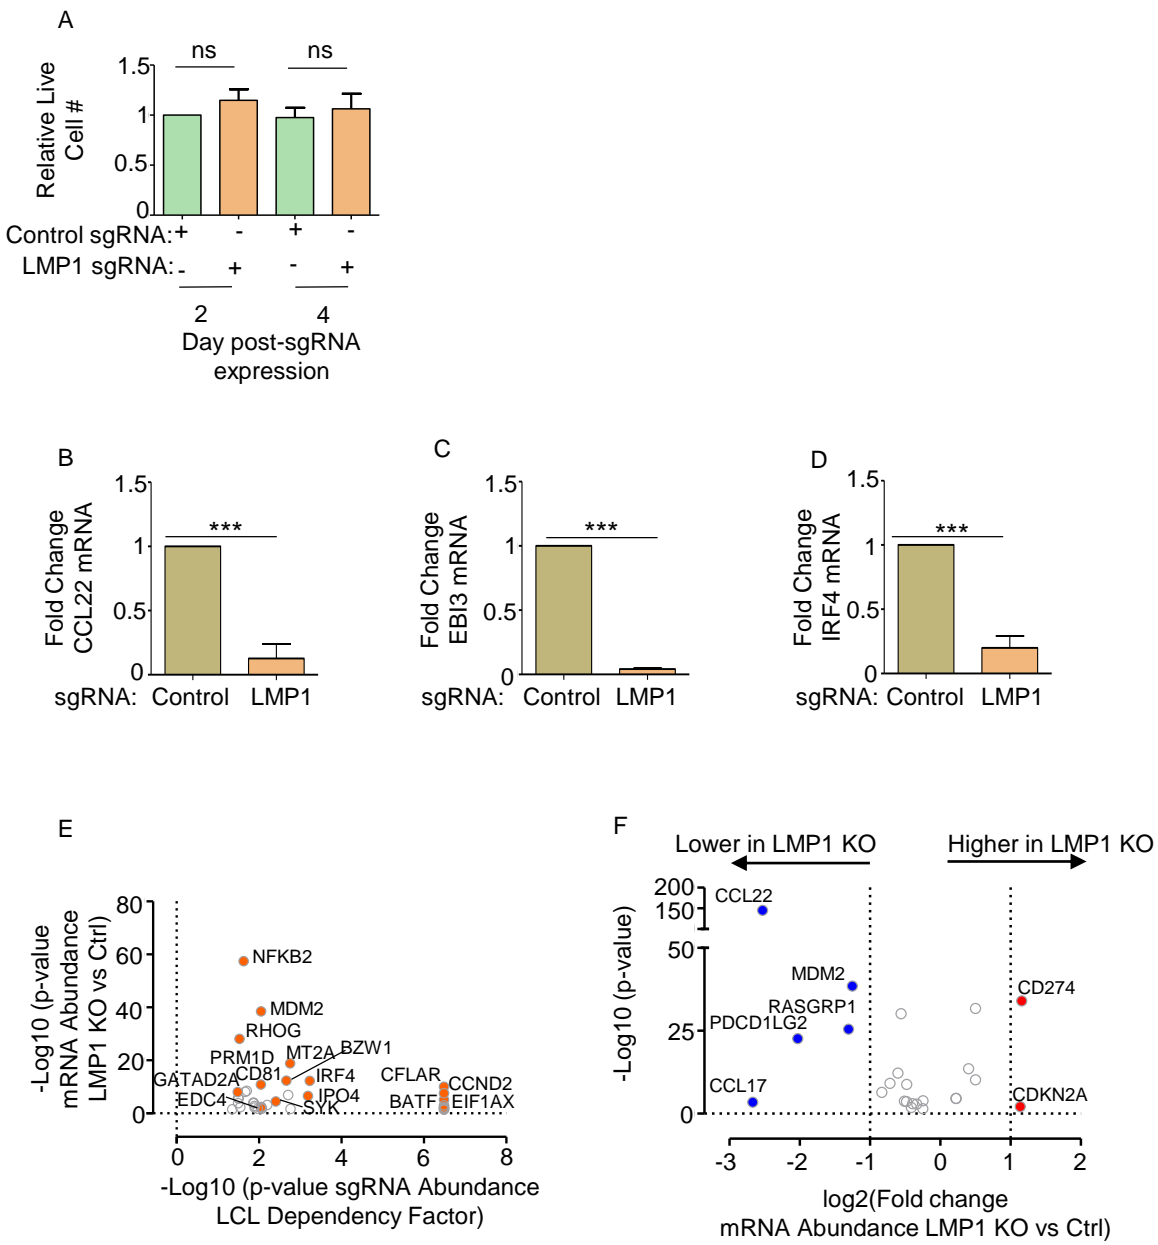 A
ns ns
1.5
1
0.5
0
Relative Live
Cell #
Control sgRNA: + - + -
LMP1 sgRNA: - + - +
2 4
Day post-sgRNA
expression
B
1.5
1
0.5
0
Fold Change
CCL22 mRNA
***
sgRNA: Control LMP1
C
1.5
1
0.5
0
Fold Change
EBI3 mRNA
***
sgRNA: Control LMP1
D
1.5
1
0.5
0
Fold Change
IRF4 mRNA
***
sgRNA: Control LMP1
E
-Log10 (p-value
mRNA Abundance
LMP1 KO vs Ctrl)
80
60
40
20
0
NFKB2
MDM2
RHOG
PRM1D MT2A BZW1
CD81 IRF4 CFLAR
GATAD2A IPO4 CCND2
EDC4 SYK BATF EIF1AX
0 2 4 6 8
-Log10 (p-value sgRNA Abundance
LCL Dependency Factor)
F
Lower in LMP1 KO Higher in LMP1 KO
-Log10 (p-value)
200
150
50
25
0
CCL22
MDM2
CD274
RASGRP1
PDCD1LG2
CCL17
CDKN2A
-3 -2 -1 0 1 2
log2(Fold change
mRNA Abundance LMP1 KO vs Ctrl)